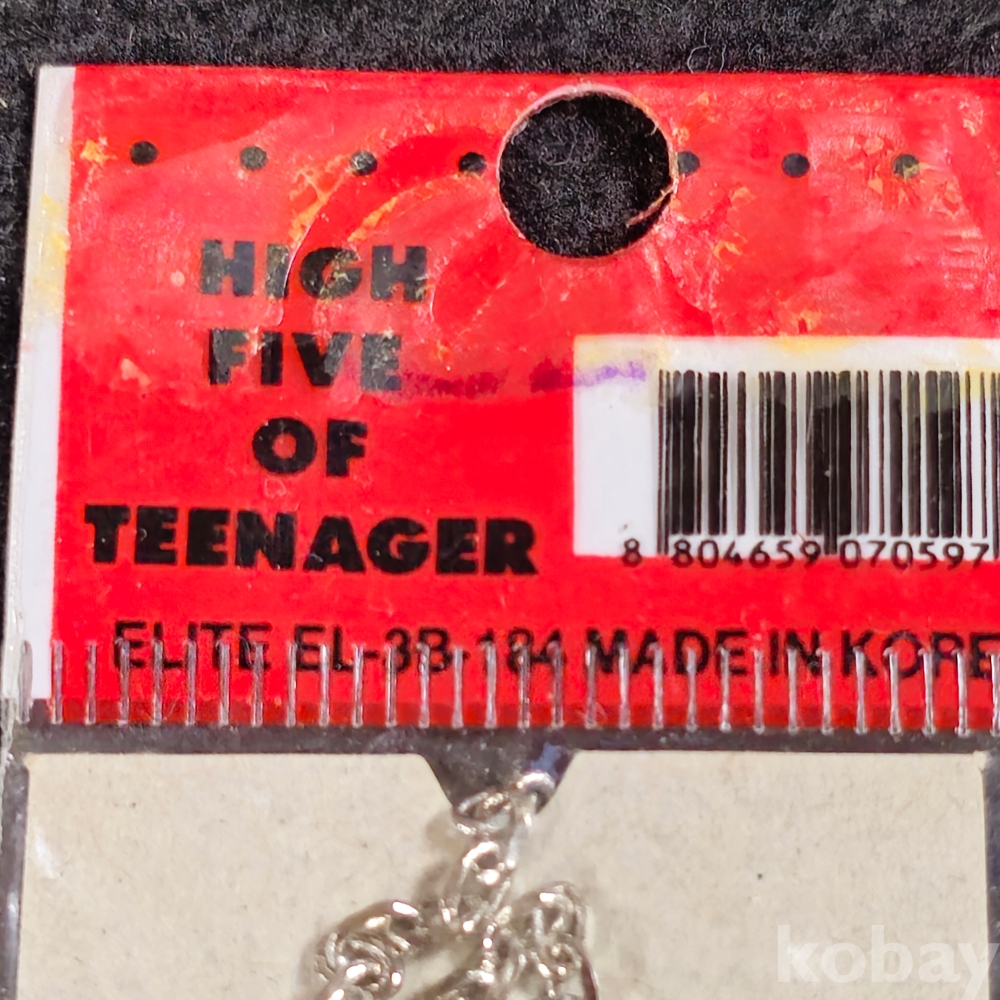 HIGH
FIVE
OF
TEENAGER
8 804659 070597
ELITE EL-3B-184 MADE IN KORE
kobay